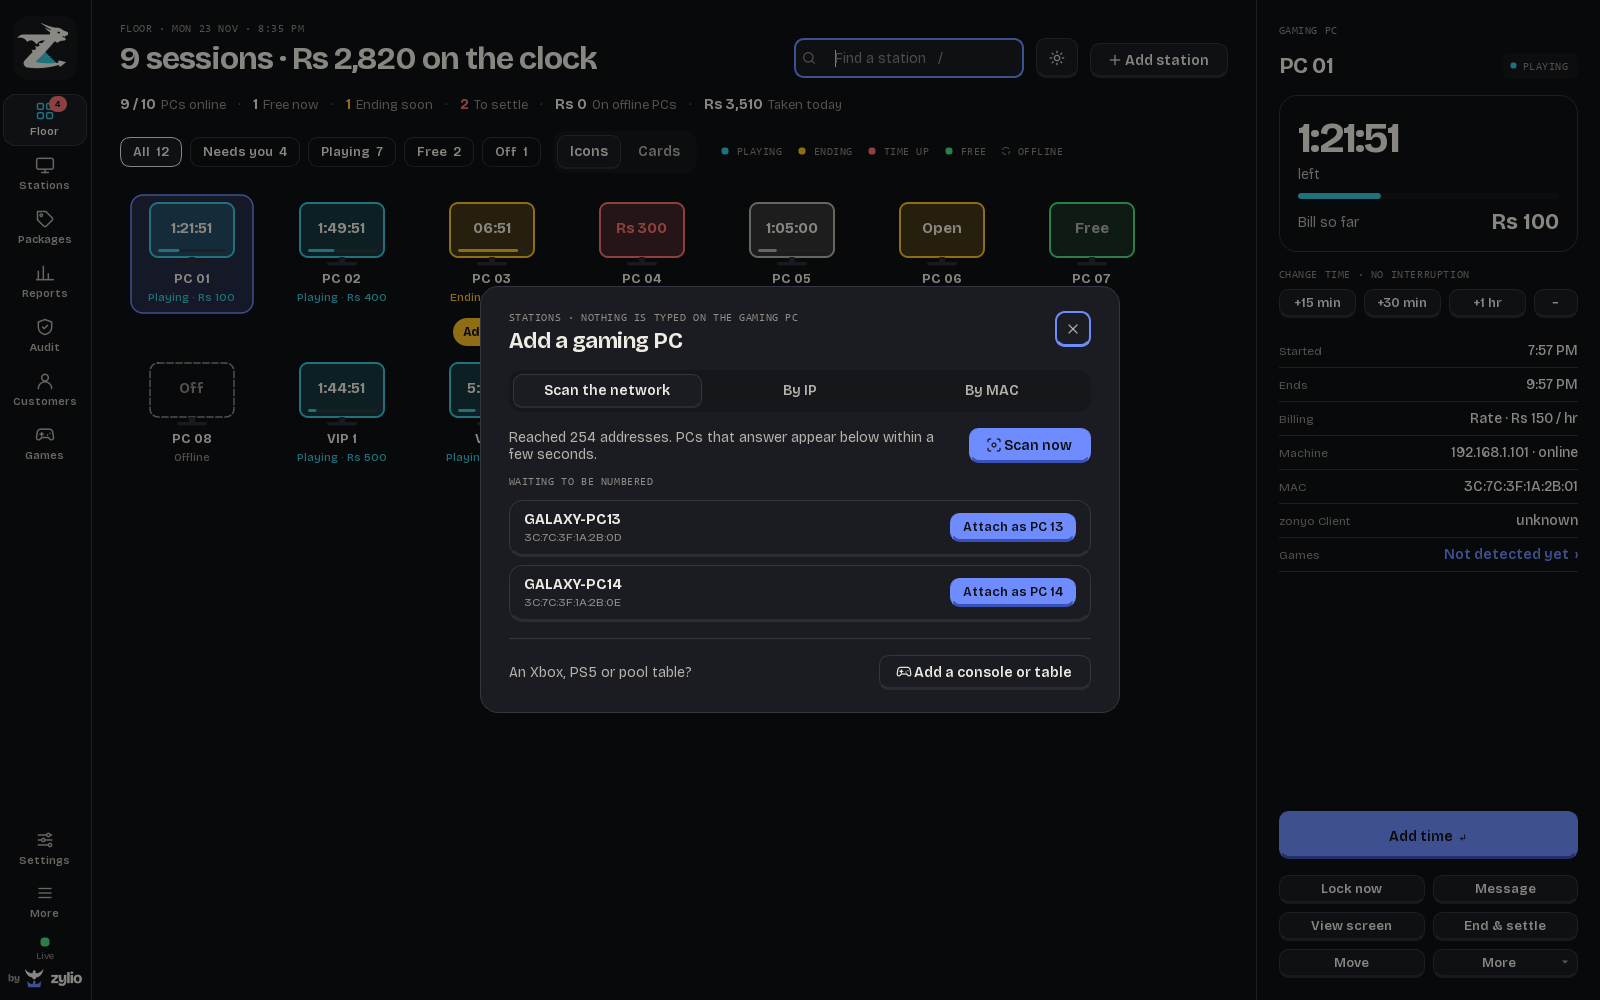 FLOOR · MON 23 NOV · 8:35 PM
9 sessions · Rs 2,820 on the clock
Find a station /
+ Add station
9 / 10 PCs online · 1 Free now · 1 Ending soon · 2 To settle · Rs 0 On offline PCs · Rs 3,510 Taken today
All 12
Needs you 4
Playing 7
Free 2
Off 1
Icons
Cards
PLAYING
ENDING
TIME UP
FREE
OFFLINE
4
Floor
Stations
Packages
Reports
Audit
Customers
Games
Settings
More
Live
by zylio
1:21:51
PC 01
Playing · Rs 100
1:49:51
PC 02
Playing · Rs 400
06:51
PC 03
Rs 300
PC 04
1:05:00
PC 05
Open
PC 06
Free
PC 07
Off
PC 08
Offline
1:44:51
VIP 1
Playing · Rs 500
STATIONS · NOTHING IS TYPED ON THE GAMING PC
Add a gaming PC
Scan the network
By IP
By MAC
Reached 254 addresses. PCs that answer appear below within a
few seconds.
Scan now
WAITING TO BE NUMBERED
GALAXY-PC13
3C:7C:3F:1A:2B:0D
Attach as PC 13
GALAXY-PC14
3C:7C:3F:1A:2B:0E
Attach as PC 14
An Xbox, PS5 or pool table?
Add a console or table
GAMING PC
PC 01
PLAYING
1:21:51
left
Bill so far Rs 100
CHANGE TIME · NO INTERRUPTION
+15 min
+30 min
+1 hr
–
Started 7:57 PM
Ends 9:57 PM
Billing Rate · Rs 150 / hr
Machine 192.168.1.101 · online
MAC 3C:7C:3F:1A:2B:01
zonyo Client unknown
Games Not detected yet ›
Add time ↵
Lock now
Message
View screen
End & settle
Move
More